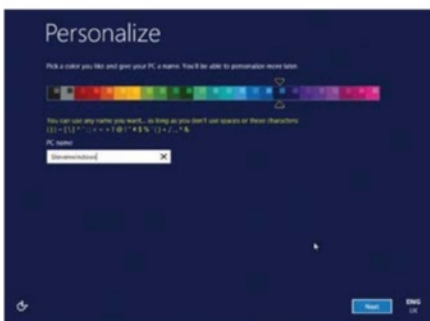 Personalize
Pick a color you like and give your PC a name. You'll be able to personalize more later.
You can use any name you want... as long as you don't use spaces or these characters:
PC name
Stevenwindows
Next
ENG
UK